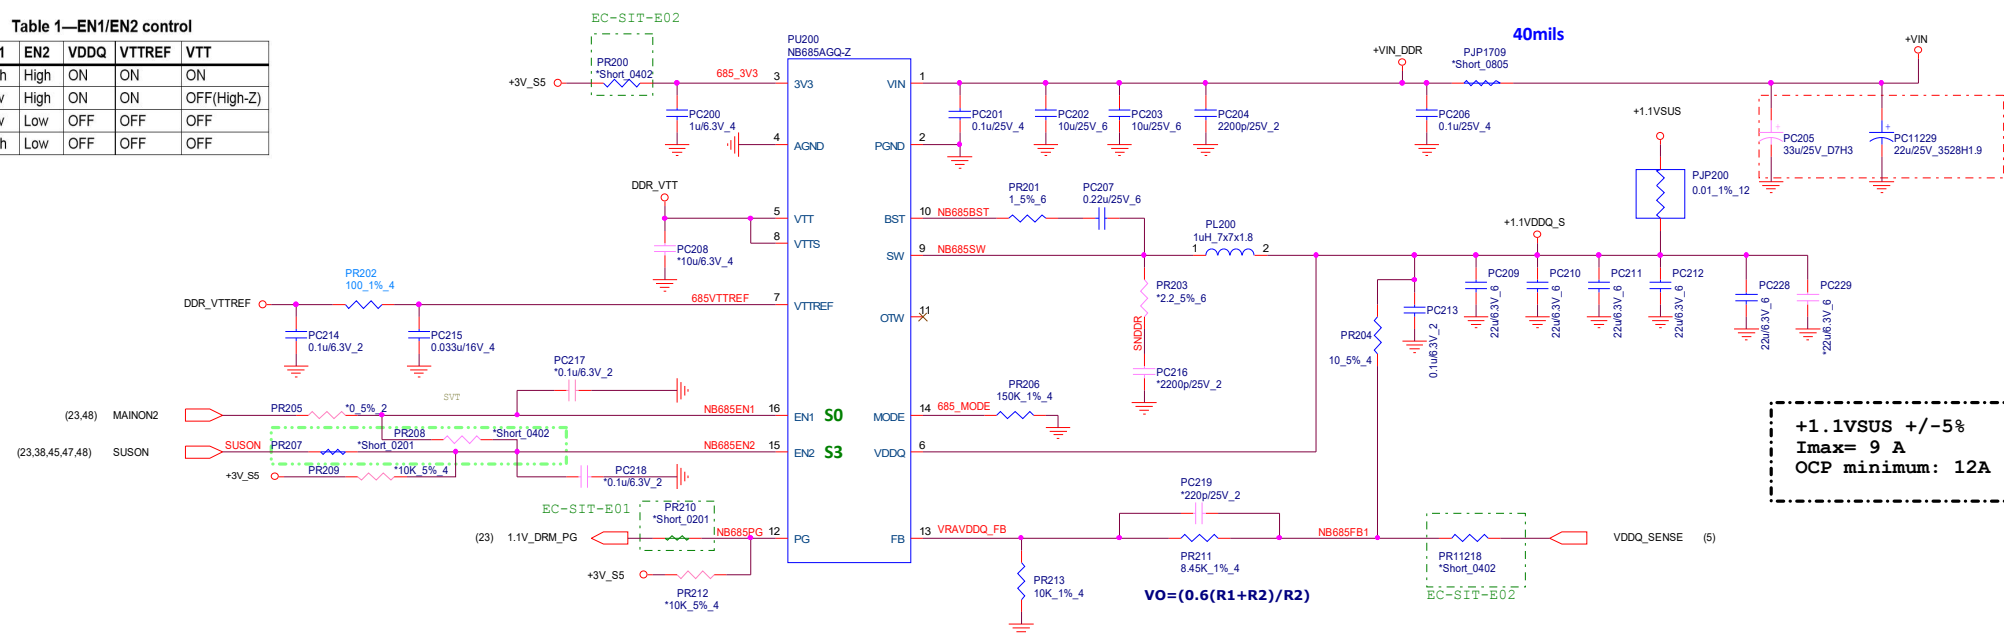 Table 1—EN1/EN2 control
1 EN2 VDDQ VTTREF VTT
h High ON ON ON
High ON ON OFF(High-Z)
Low OFF OFF OFF
h Low OFF OFF OFF
EC-SIT-E02
PR200
*Short_0402
+3V_S5
685_3V3
PC200
1u/6.3V_4
PU200
NB685AGQ-Z
3 3V3
4 AGND
5 VTT
8 VTTS
7 VTTREF
16 EN1 S0
15 EN2 S3
12 PG
VIN 1
PGND 2
BST 10
SW 9
OTW 11
MODE 14
VDDQ 6
FB 13
DDR_VTT
PC208
*10u/6.3V_4
DDR_VTTREF
PR202
100_1%_4
685VTTREF
PC214
0.1u/6.3V_2
PC215
0.033u/16V_4
PC217
*0.1u/6.3V_2
SVT
(23,48) MAINON2
PR205
*0_5%_2
NB685EN1
PR208
*Short_0402
(23,38,45,47,48) SUSON
SUSON
PR207
*Short_0201
NB685EN2
+3V_S5
PR209
*10K_5%_4
PC218
*0.1u/6.3V_2
EC-SIT-E01
PR210
*Short_0201
(23) 1.1V_DRM_PG
NB685PG
+3V_S5
PR212
*10K_5%_4
PC201
0.1u/25V_4
PC202
10u/25V_6
PC203
10u/25V_6
PC204
2200p/25V_2
+VIN_DDR
PC206
0.1u/25V_4
40mils
PJP1709
*Short_0805
+VIN
PC205
33u/25V_D7H3
+
PC11229
22u/25V_3528H1.9
+
+1.1VSUS
PJP200
0.01_1%_12
NB685BST
PR201
1_5%_6
PC207
0.22u/25V_6
NB685SW
PL200
1uH_7x7x1.8
1 2
PR203
*2.2_5%_6
SNDDR
PC216
*2200p/25V_2
+1.1VDDQ_S
PR204
10_5%_4
PC213
0.1u/6.3V_2
PC209
22u/6.3V_6
PC210
22u/6.3V_6
PC211
22u/6.3V_6
PC212
22u/6.3V_6
PC228
22u/6.3V_6
PC229
*22u/6.3V_6
685_MODE
PR206
150K_1%_4
+1.1VSUS +/-5%
Imax= 9 A
OCP minimum: 12A
VRAVDDQ_FB
PC219
*220p/25V_2
PR211
8.45K_1%_4
NB685FB1
PR213
10K_1%_4
PR11218
*Short_0402
EC-SIT-E02
VDDQ_SENSE (5)
VO=(0.6(R1+R2)/R2)